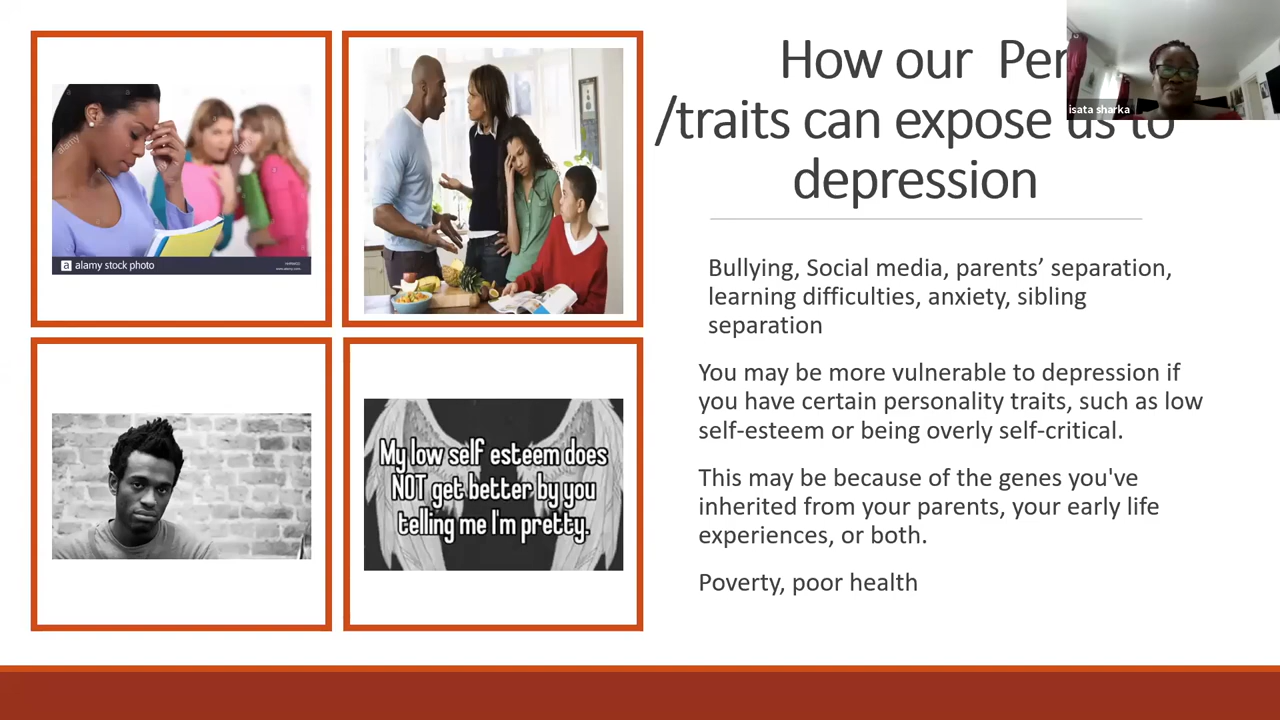 How our Per
/traits can expose us to
depression
isata sharka
Bullying, Social media, parents’ separation,
learning difficulties, anxiety, sibling
separation
You may be more vulnerable to depression if
you have certain personality traits, such as low
self-esteem or being overly self-critical.
This may be because of the genes you've
inherited from your parents, your early life
experiences, or both.
Poverty, poor health
alamy
a alamy stock photo
My low self esteem does
NOT get better by you
telling me I'm pretty.